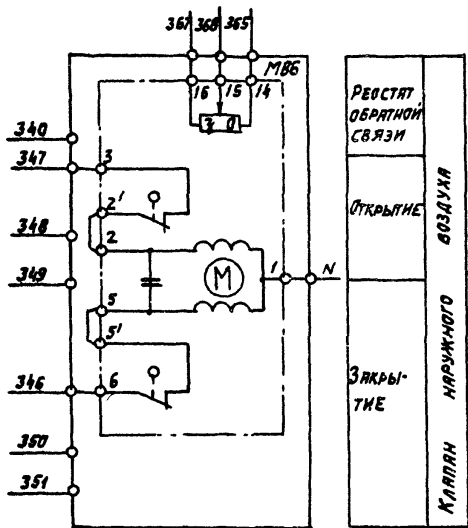 367 368 365
МВ6
16 15 14
З О
340
347
3
2'
348
2
349
М
1
N
5
5'
346
6
350
351
РЕОСТАТ
ОБРАТНОЙ
СВЯЗИ
ОТКРЫТИЕ
ЗАКРЫ-
ТИЕ
КЛАПАН НАРУЖНОГО ВОЗДУХА